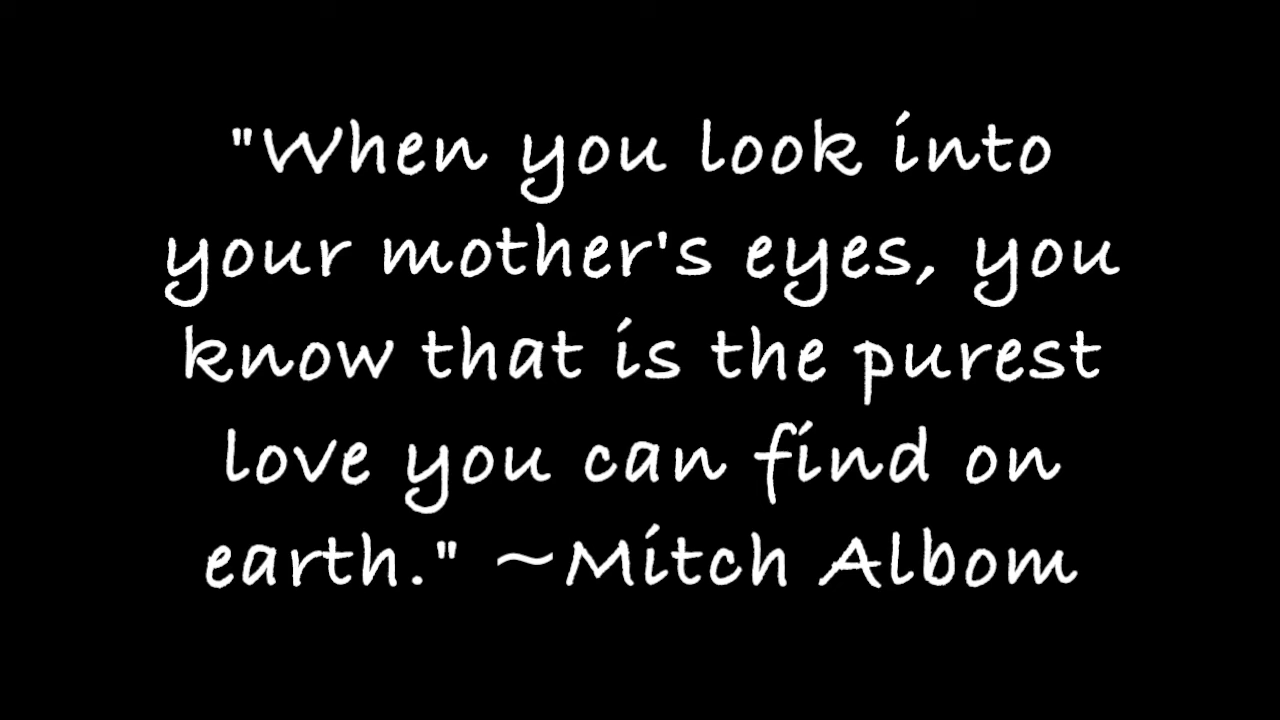 "When you look into
your mother's eyes, you
know that is the purest
love you can find on
earth." ~Mitch Albom